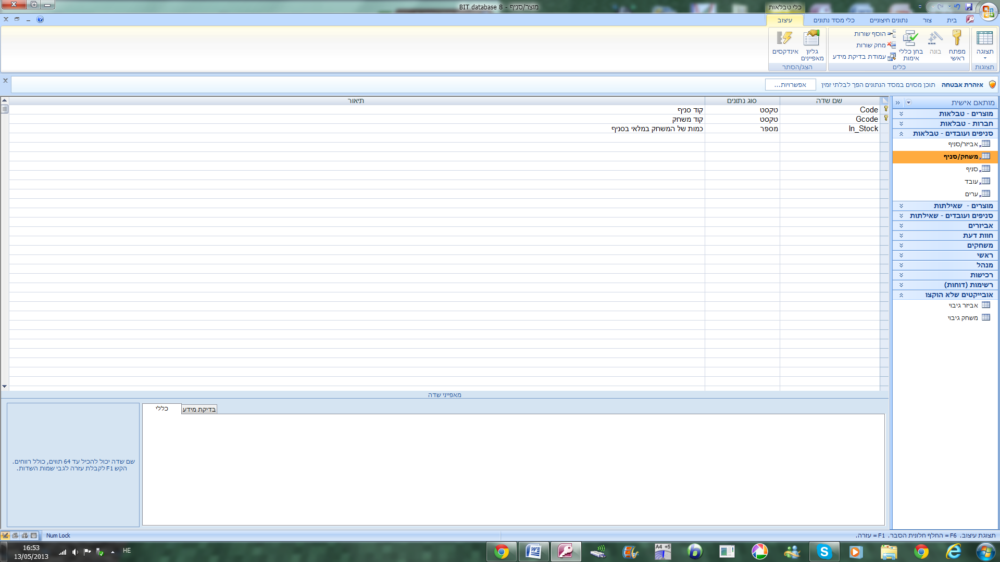 מוצר/סניף - BIT database 8
כלי טבלאות
בית
צור
נתונים חיצוניים
כלי מסד נתונים
עיצוב
תצוגה
תצוגות
מפתח ראשי
בונה
בחן כללי אימות
הוסף שורות
מחק שורות
עמודת בדיקת מידע
כלים
גליון מאפיינים
אינדקסים
הצג/הסתר
אזהרת אבטחה תוכן מסוים במסד הנתונים הפך לבלתי זמין
אפשרויות...
מותאם אישית
מוצרים - טבלאות
חברות - טבלאות
סניפים ועובדים - טבלאות
אביזר/סניף
משחק/סניף
סניף
עובד
ערים
מוצרים - שאילתות
סניפים ועובדים - שאילתות
אביזרים
חוות דעת
משחקים
ראשי
מנהל
רכישות
רשימות (דוחות)
אובייקטים שלא הוקצו
אביזר גיבוי
משחק גיבוי
שם שדה סוג נתונים תיאור
Code טקסט קוד סניף
Gcode טקסט קוד משחק
In_Stock מספר כמות של המשחק במלאי בסניף
מאפייני שדה
כללי
בדיקת מידע
שם שדה יכול להכיל עד 64 תווים, כולל רווחים.
הקש F1 לקבלת עזרה לגבי שמות השדות.
תצוגת עיצוב. F6 = החלף חלונית הסבר. F1 = עזרה.
Num Lock
A4 +5
HE
16:53
13/05/2013